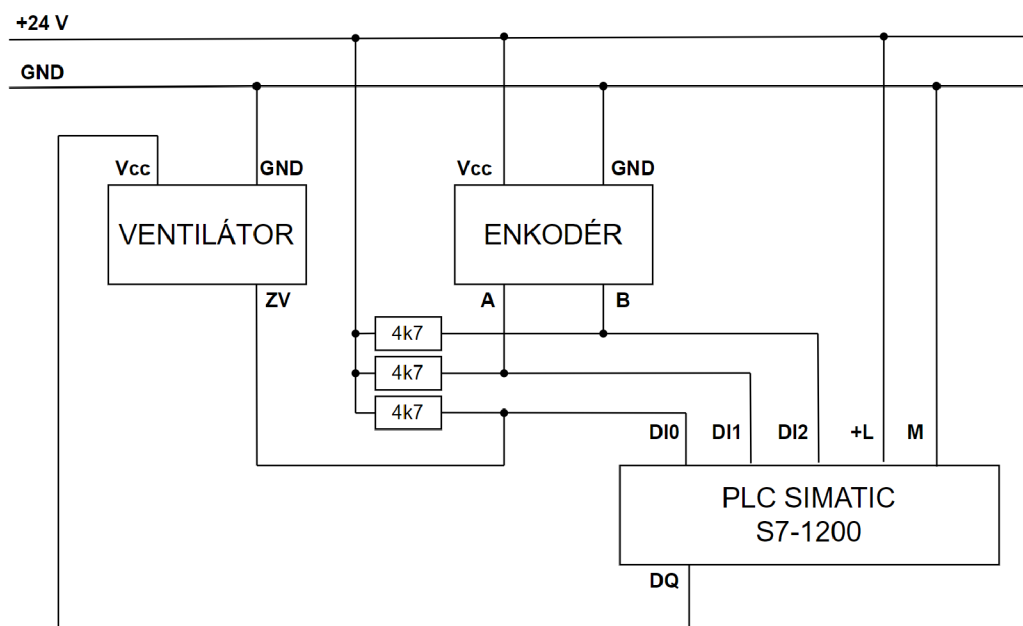 +24 V
GND
Vcc
GND
Vcc
GND
VENTILÁTOR
ENKODÉR
ZV
A
B
4k7
4k7
4k7
DI0
DI1
DI2
+L
M
PLC SIMATIC
S7-1200
DQ